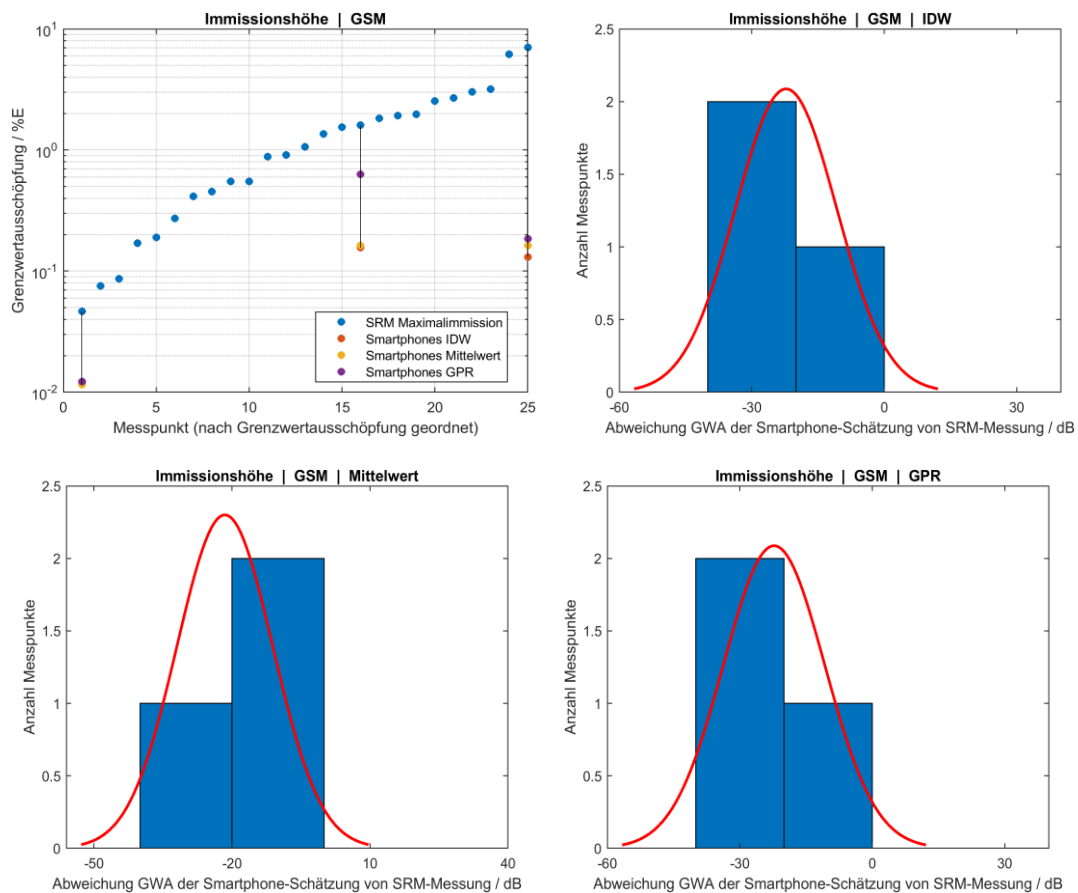 Immissionshöhe | GSM
Grenzwertausschöpfung / %E
10^1
10^0
10^-1
10^-2
SRM Maximalimmission
Smartphones IDW
Smartphones Mittelwert
Smartphones GPR
0 5 10 15 20 25
Messpunkt (nach Grenzwertausschöpfung geordnet)
Immissionshöhe | GSM | IDW
Anzahl Messpunkte
2.5
2
1.5
1
0.5
0
-60 -30 0 30
Abweichung GWA der Smartphone-Schätzung von SRM-Messung / dB
Immissionshöhe | GSM | Mittelwert
Anzahl Messpunkte
2.5
2
1.5
1
0.5
0
-50 -20 10 40
Abweichung GWA der Smartphone-Schätzung von SRM-Messung / dB
Immissionshöhe | GSM | GPR
Anzahl Messpunkte
2.5
2
1.5
1
0.5
0
-60 -30 0 30
Abweichung GWA der Smartphone-Schätzung von SRM-Messung / dB